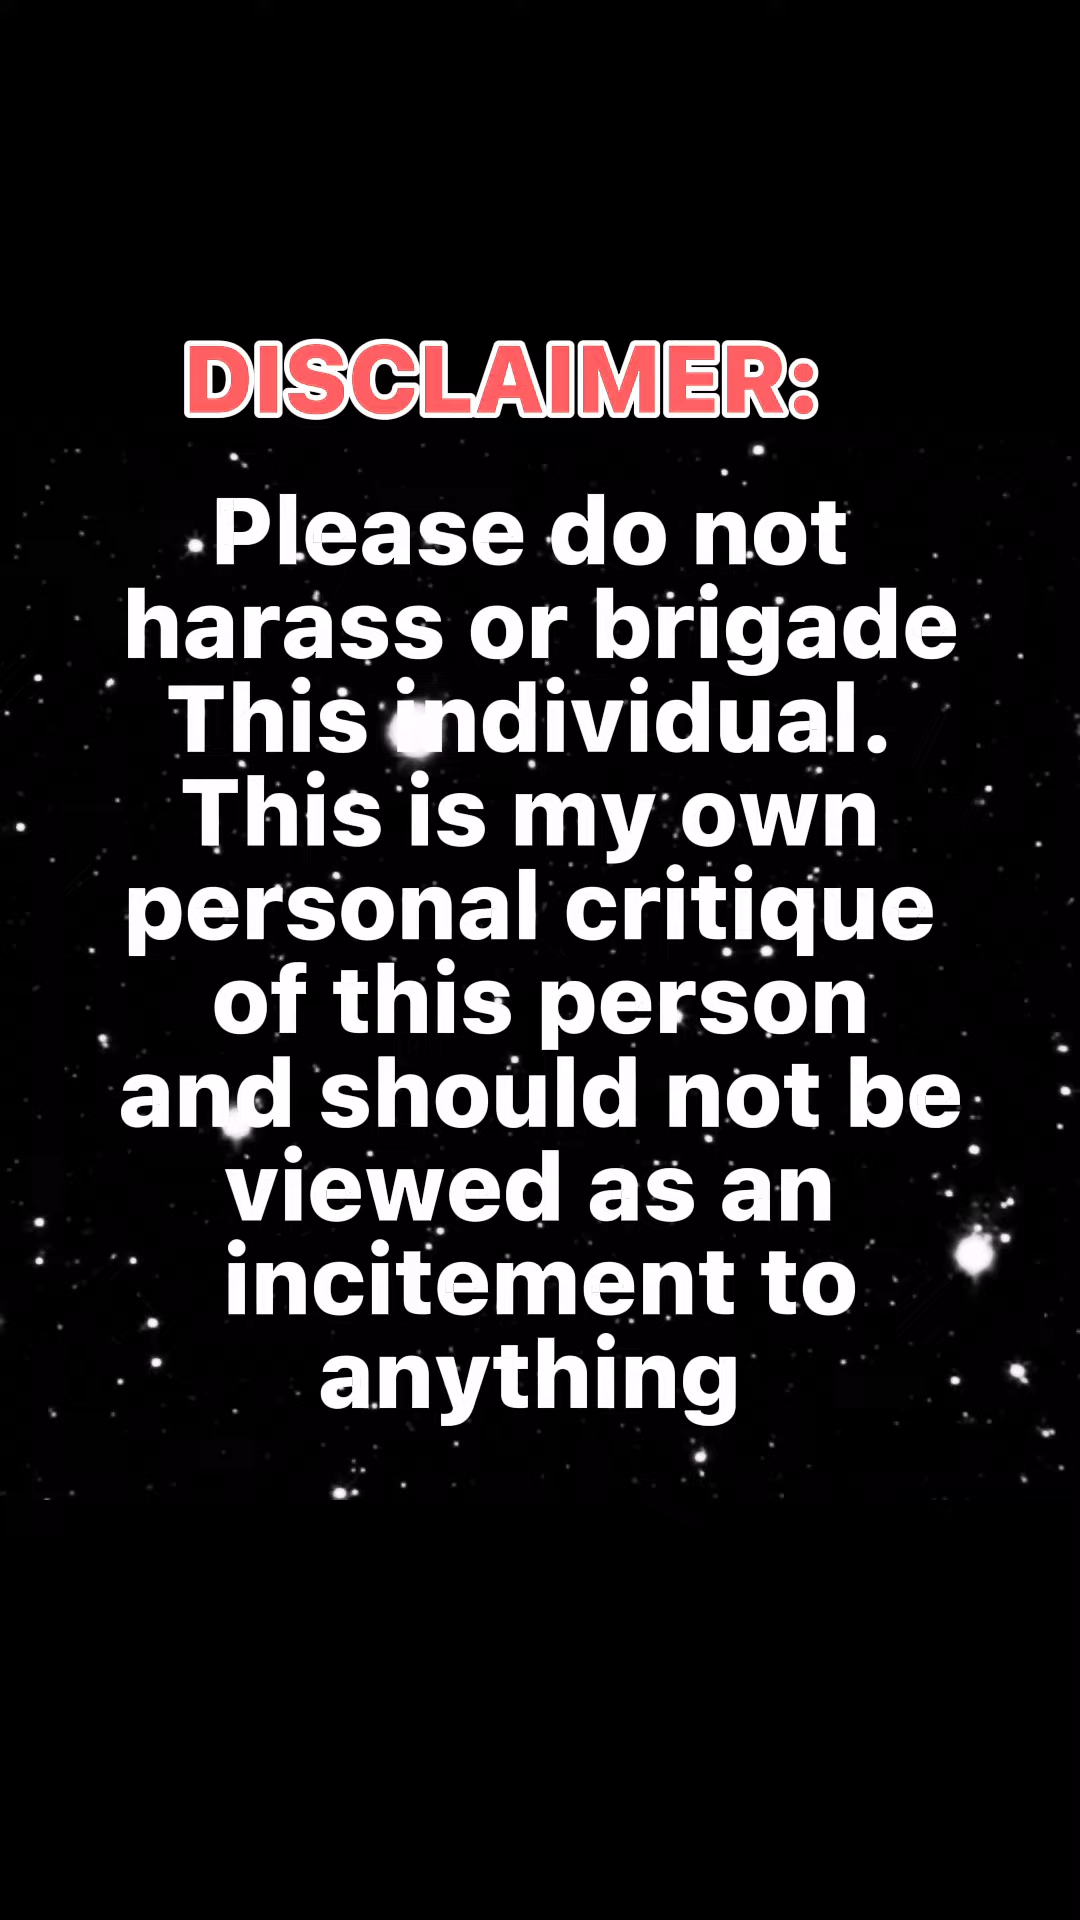 DISCLAIMER:
Please do not
harass or brigade
This individual.
This is my own
personal critique
of this person
and should not be
viewed as an
incitement to
anything